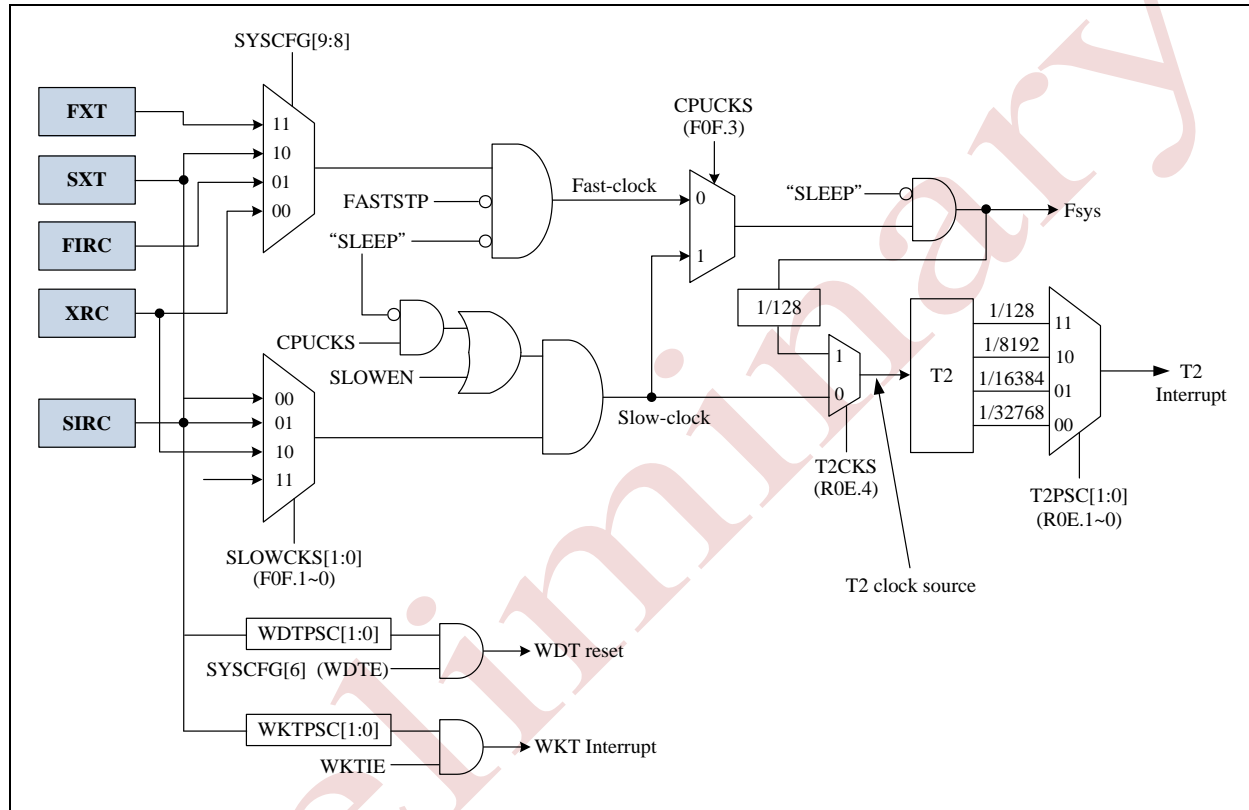 SYSCFG[9:8]
FXT
SXT
FIRC
XRC
SIRC
11
10
01
00
FASTSTP
“SLEEP”
Fast-clock
CPUCKS
(F0F.3)
0
1
“SLEEP”
Fsys
CPUCKS
SLOWEN
00
01
10
11
SLOWCKS[1:0]
(F0F.1~0)
Slow-clock
1/128
1
0
T2CKS
(R0E.4)
T2 clock source
T2
1/128
1/8192
1/16384
1/32768
11
10
01
00
T2PSC[1:0]
(R0E.1~0)
T2
Interrupt
WDTPSC[1:0]
SYSCFG[6] (WDTE)
WDT reset
WKTPSC[1:0]
WKTIE
WKT Interrupt
eliminary